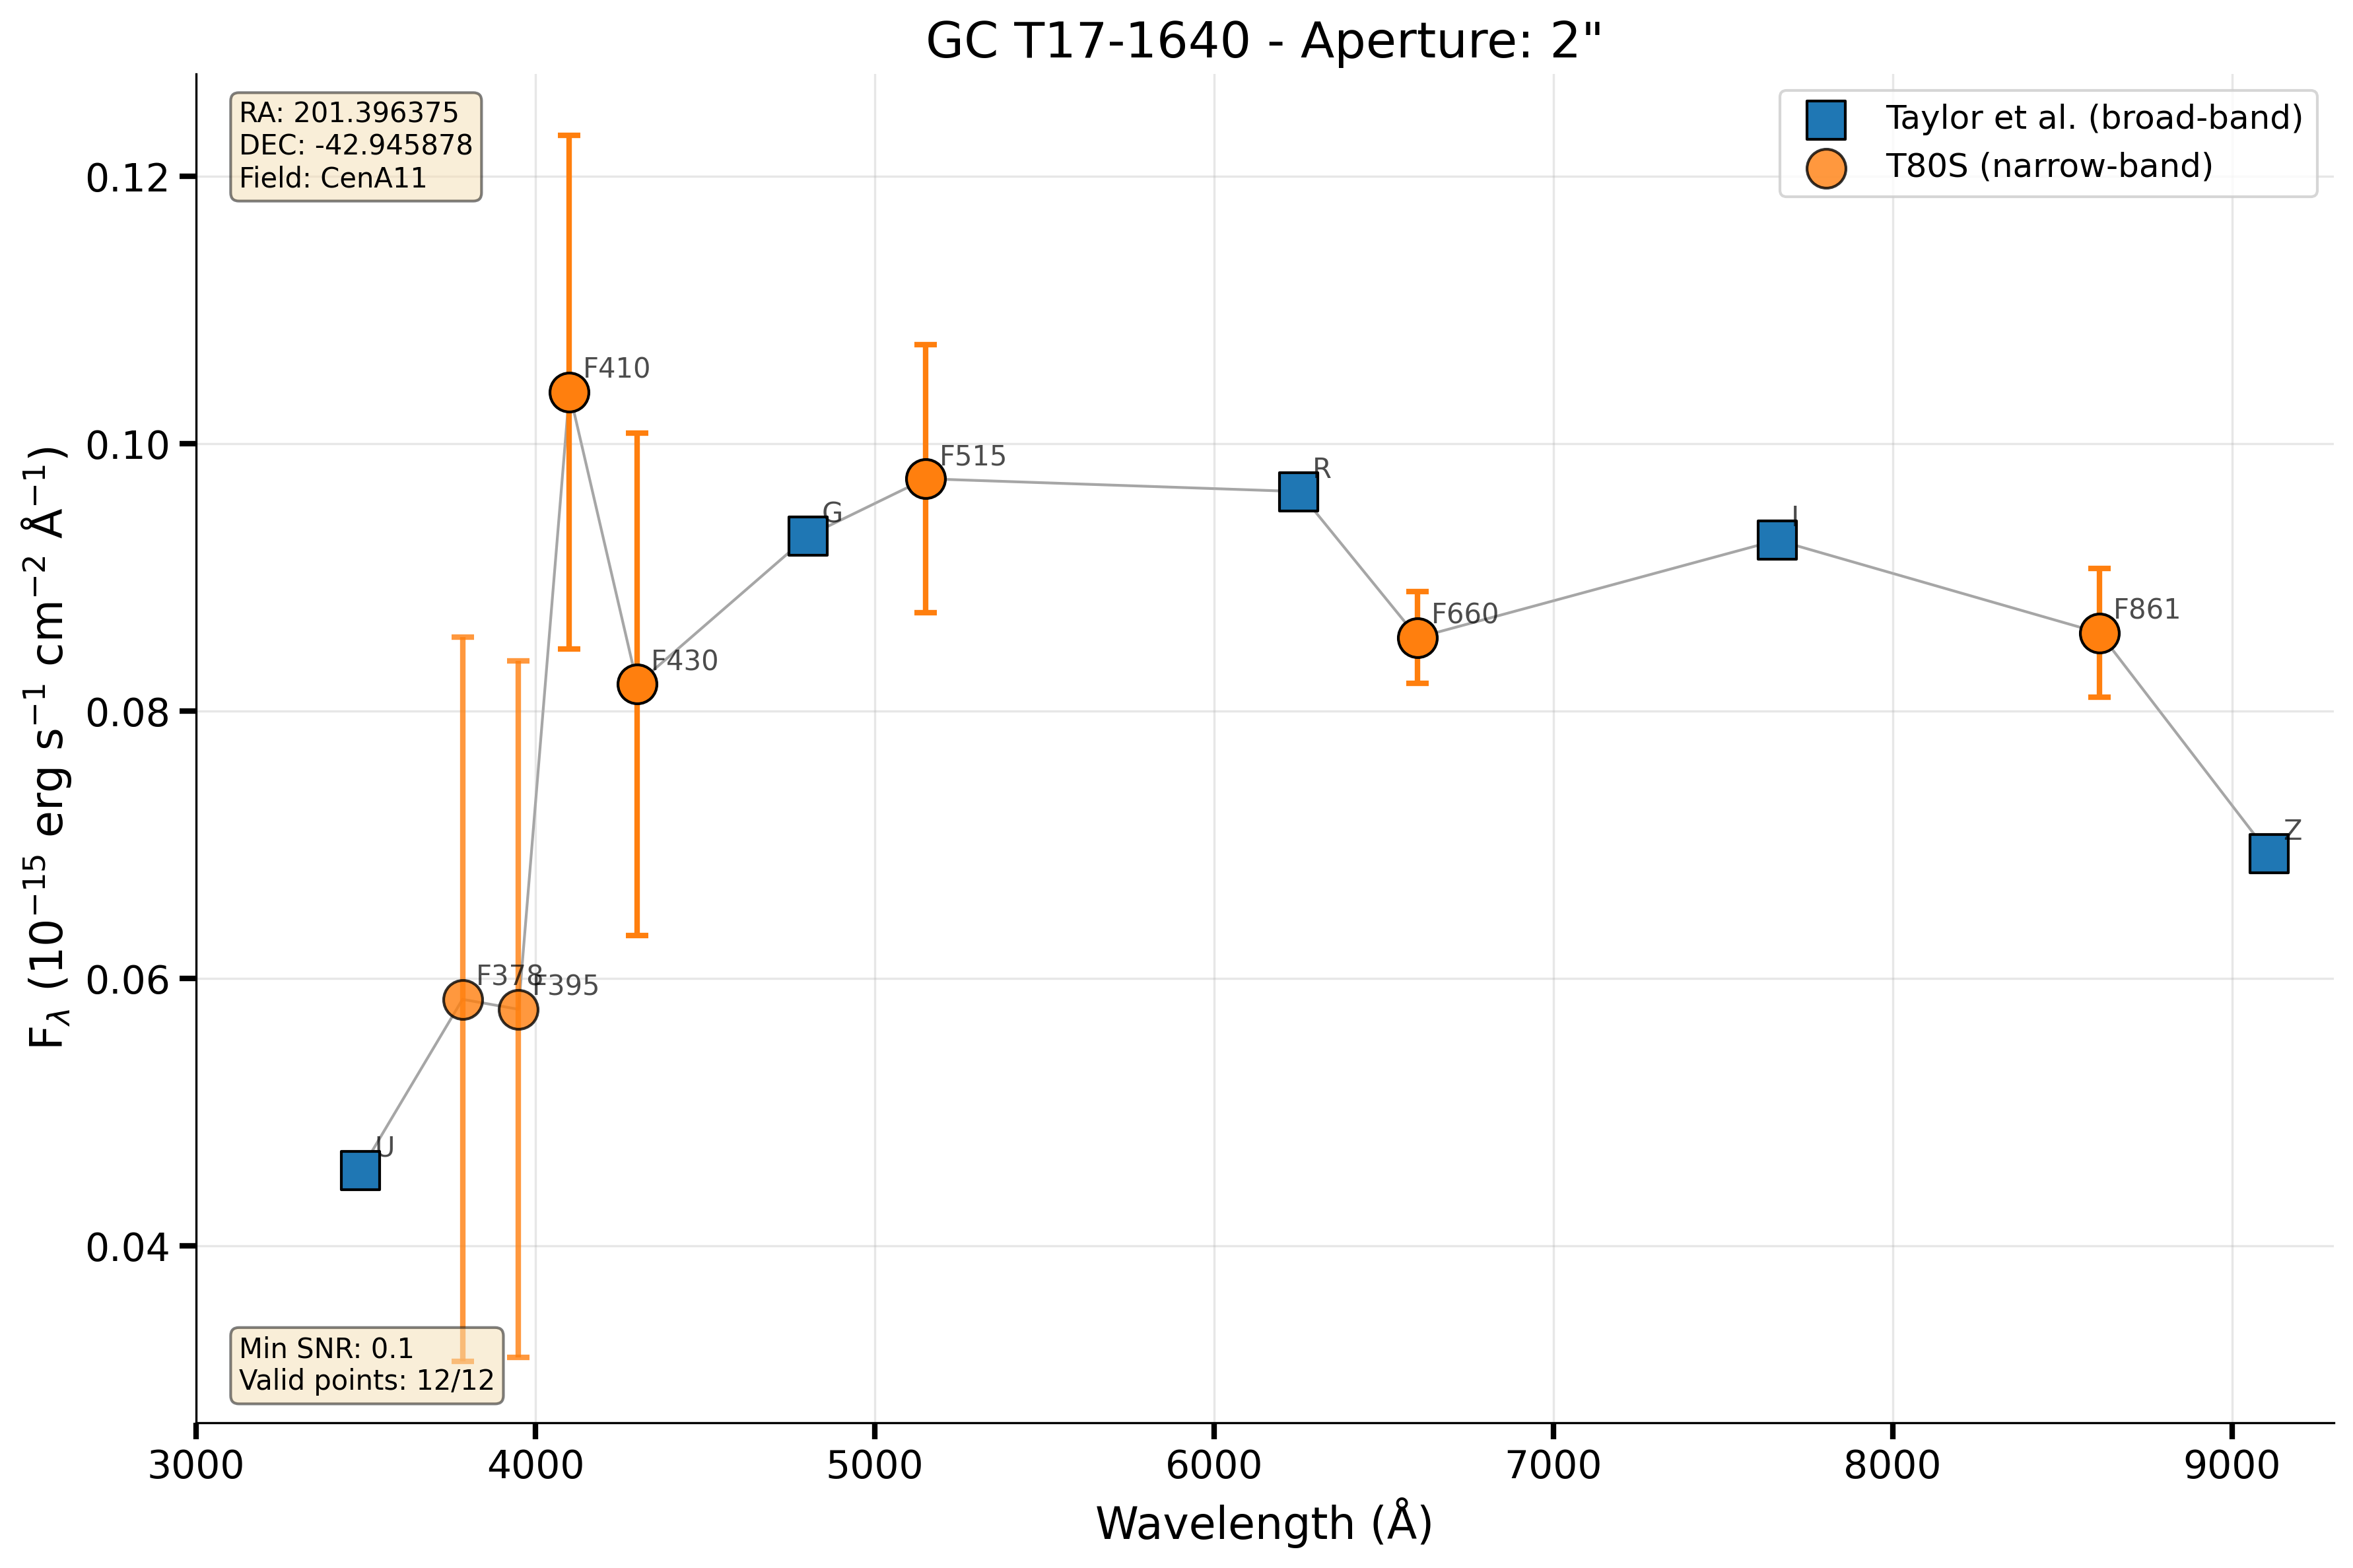 GC T17-1640 - Aperture: 2"
RA: 201.396375
DEC: -42.945878
Field: CenA11
Taylor et al. (broad-band)
T80S (narrow-band)
0.12
0.10
0.08
0.06
0.04
F410
F515
R
G
I
F660
F861
F430
Z
F378
F395
U
Min SNR: 0.1
Valid points: 12/12
3000 4000 5000 6000 7000 8000 9000
Wavelength (Å)
Fλ (10⁻¹⁵ erg s⁻¹ cm⁻² Å⁻¹)